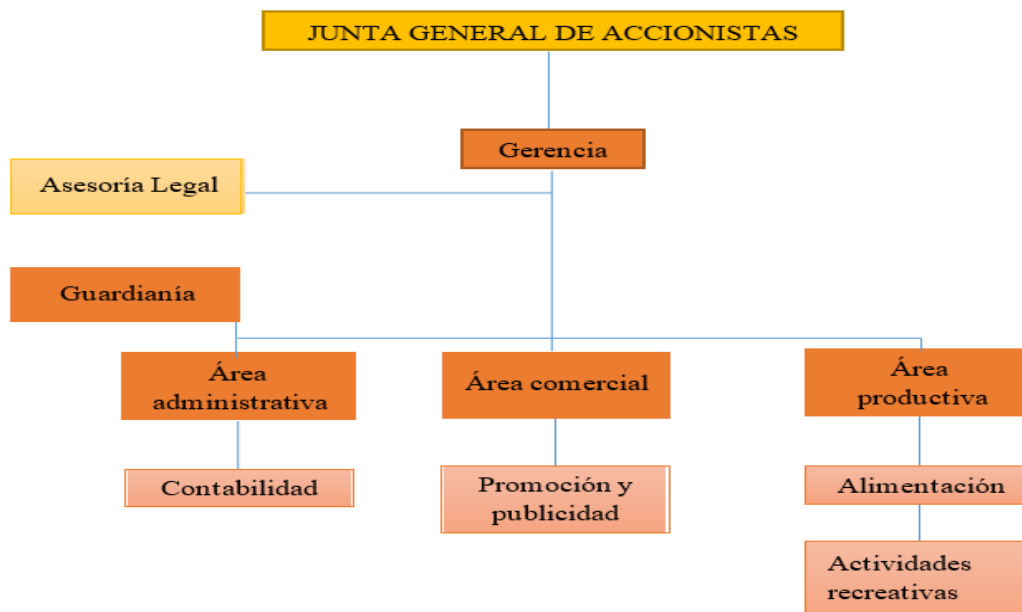 JUNTA GENERAL DE ACCIONISTAS
Gerencia
Asesoría Legal
Guardianía
Área
administrativa
Área comercial
Área
productiva
Contabilidad
Promoción y
publicidad
Alimentación
Actividades
recreativas